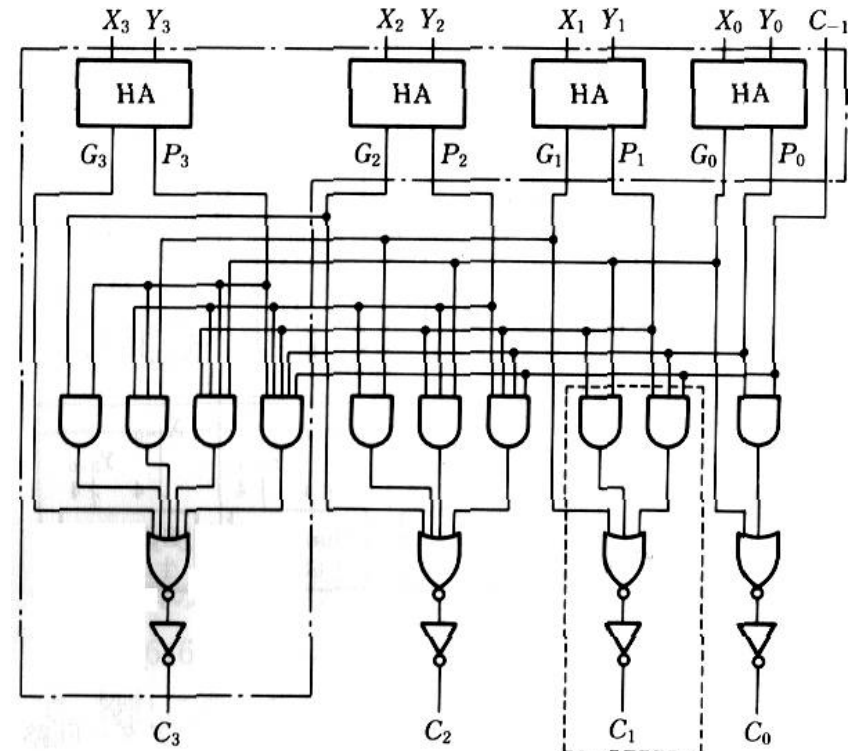 X₃ Y₃ X₂ Y₂ X₁ Y₁ X₀ Y₀ C₋₁
HA HA HA HA
G₃ P₃ G₂ P₂ G₁ P₁ G₀ P₀
C₃ C₂ C₁ C₀